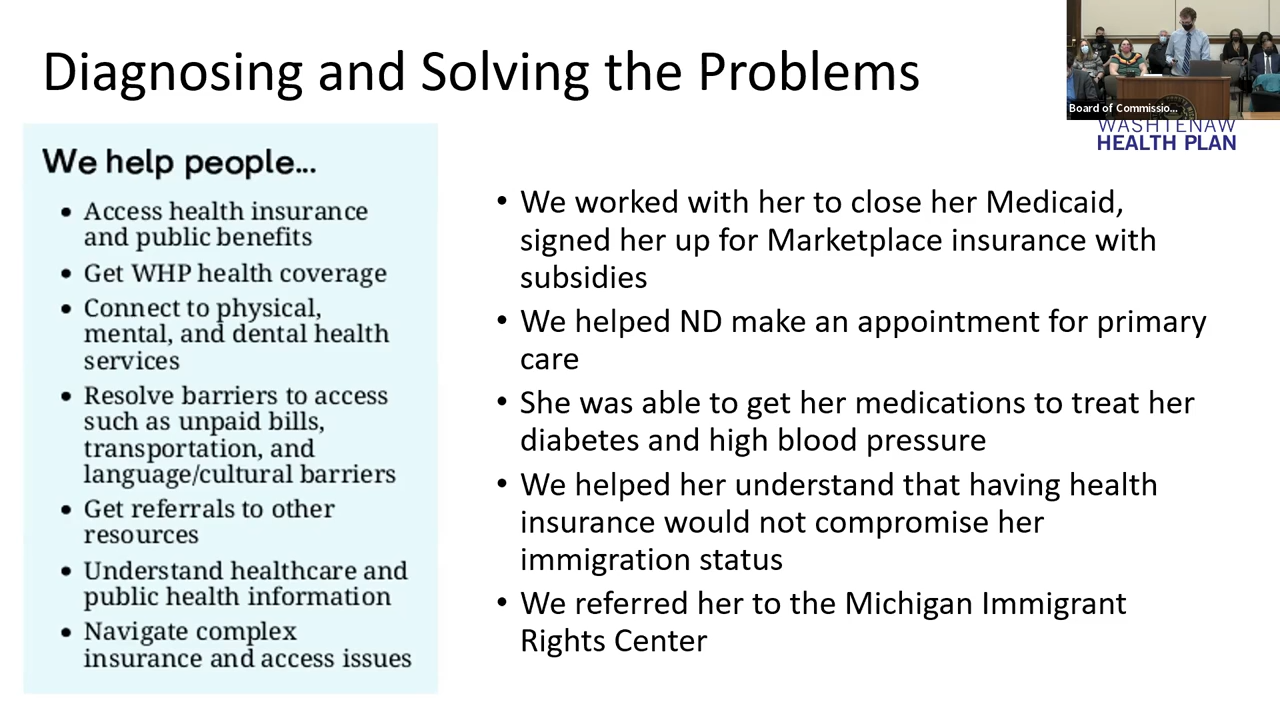 Diagnosing and Solving the Problems
Board of Commissio...
WASHTENAW
HEALTH PLAN
We help people...
• Access health insurance
and public benefits
• Get WHP health coverage
• Connect to physical,
mental, and dental health
services
• Resolve barriers to access
such as unpaid bills,
transportation, and
language/cultural barriers
• Get referrals to other
resources
• Understand healthcare and
public health information
• Navigate complex
insurance and access issues
• We worked with her to close her Medicaid,
signed her up for Marketplace insurance with
subsidies
• We helped ND make an appointment for primary
care
• She was able to get her medications to treat her
diabetes and high blood pressure
• We helped her understand that having health
insurance would not compromise her
immigration status
• We referred her to the Michigan Immigrant
Rights Center